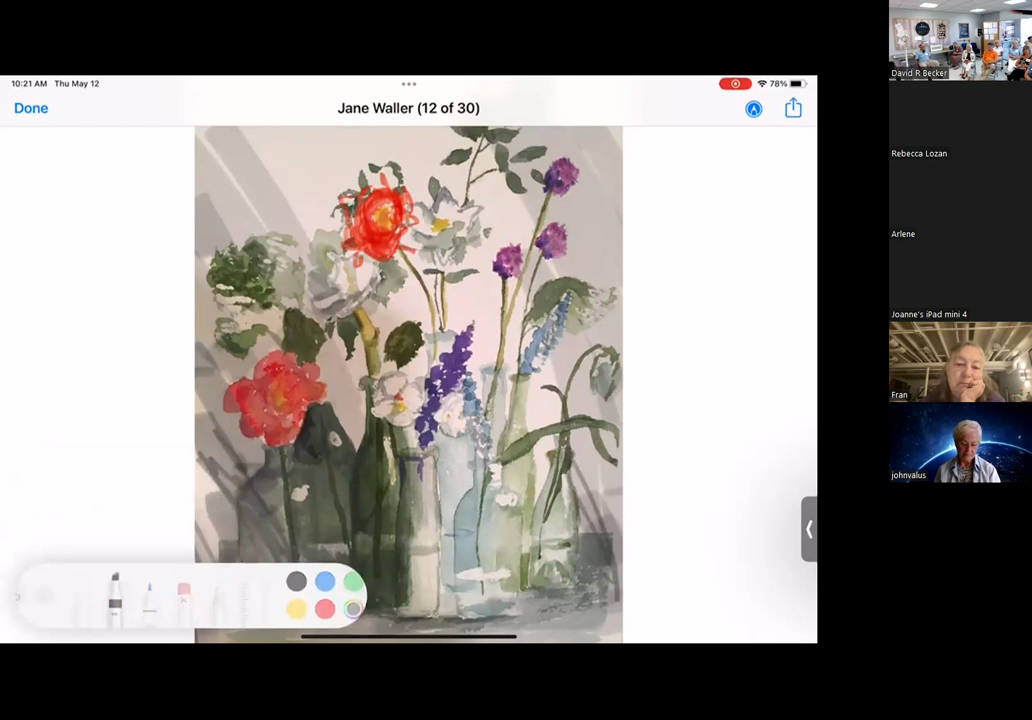 10:21 AM Thu May 12
78%
Done
Jane Waller (12 of 30)
David R Becker
Rebecca Lozan
Arlene
Joanne's iPad mini 4
Fran
johnvalus